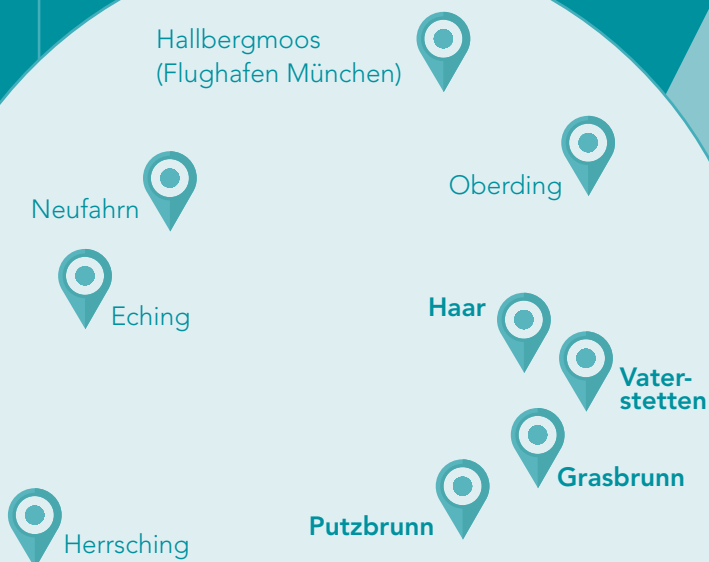 Hallbergmoos
(Flughafen München)
Oberding
Neufahrn
Eching
Haar
Vater-
stetten
Grasbrunn
Putzbrunn
Herrsching